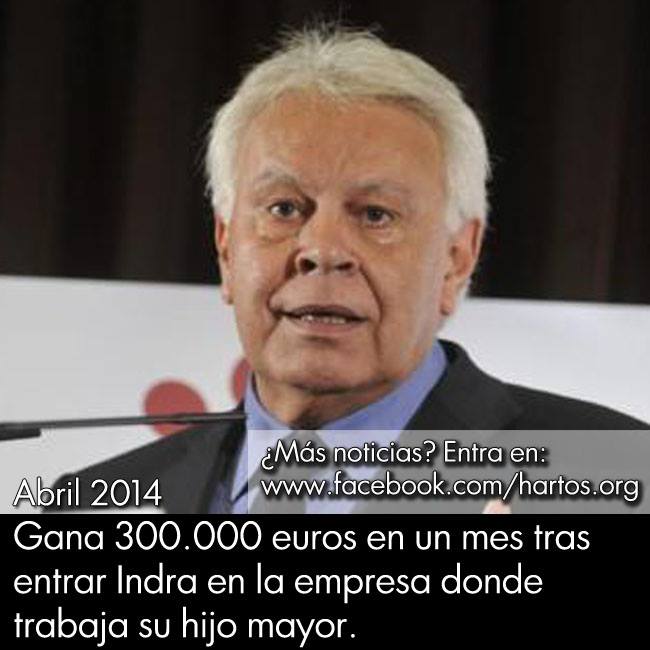 ¿Más noticias? Entra en:
www.facebook.com/hartos.org
Abril 2014
Gana 300.000 euros en un mes tras
entrar Indra en la empresa donde
trabaja su hijo mayor.